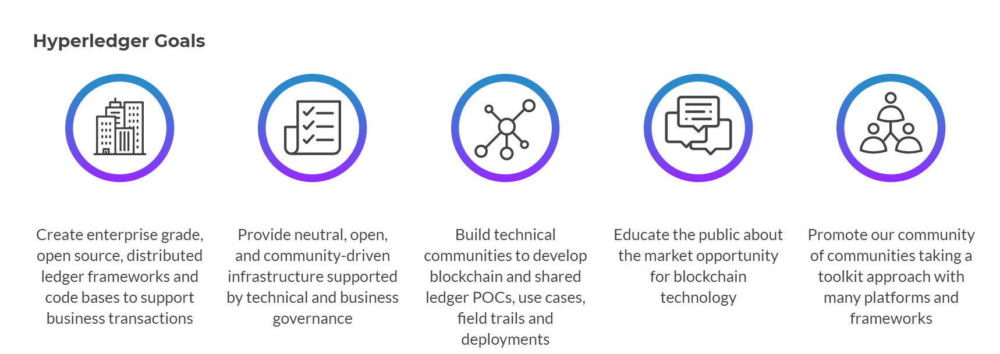 Hyperledger Goals
Create enterprise grade,
open source, distributed
ledger frameworks and
code bases to support
business transactions
Provide neutral, open,
and community-driven
infrastructure supported
by technical and business
governance
Build technical
communities to develop
blockchain and shared
ledger POCs, use cases,
field trails and
deployments
Educate the public about
the market opportunity
for blockchain
technology
Promote our community
of communities taking a
toolkit approach with
many platforms and
frameworks